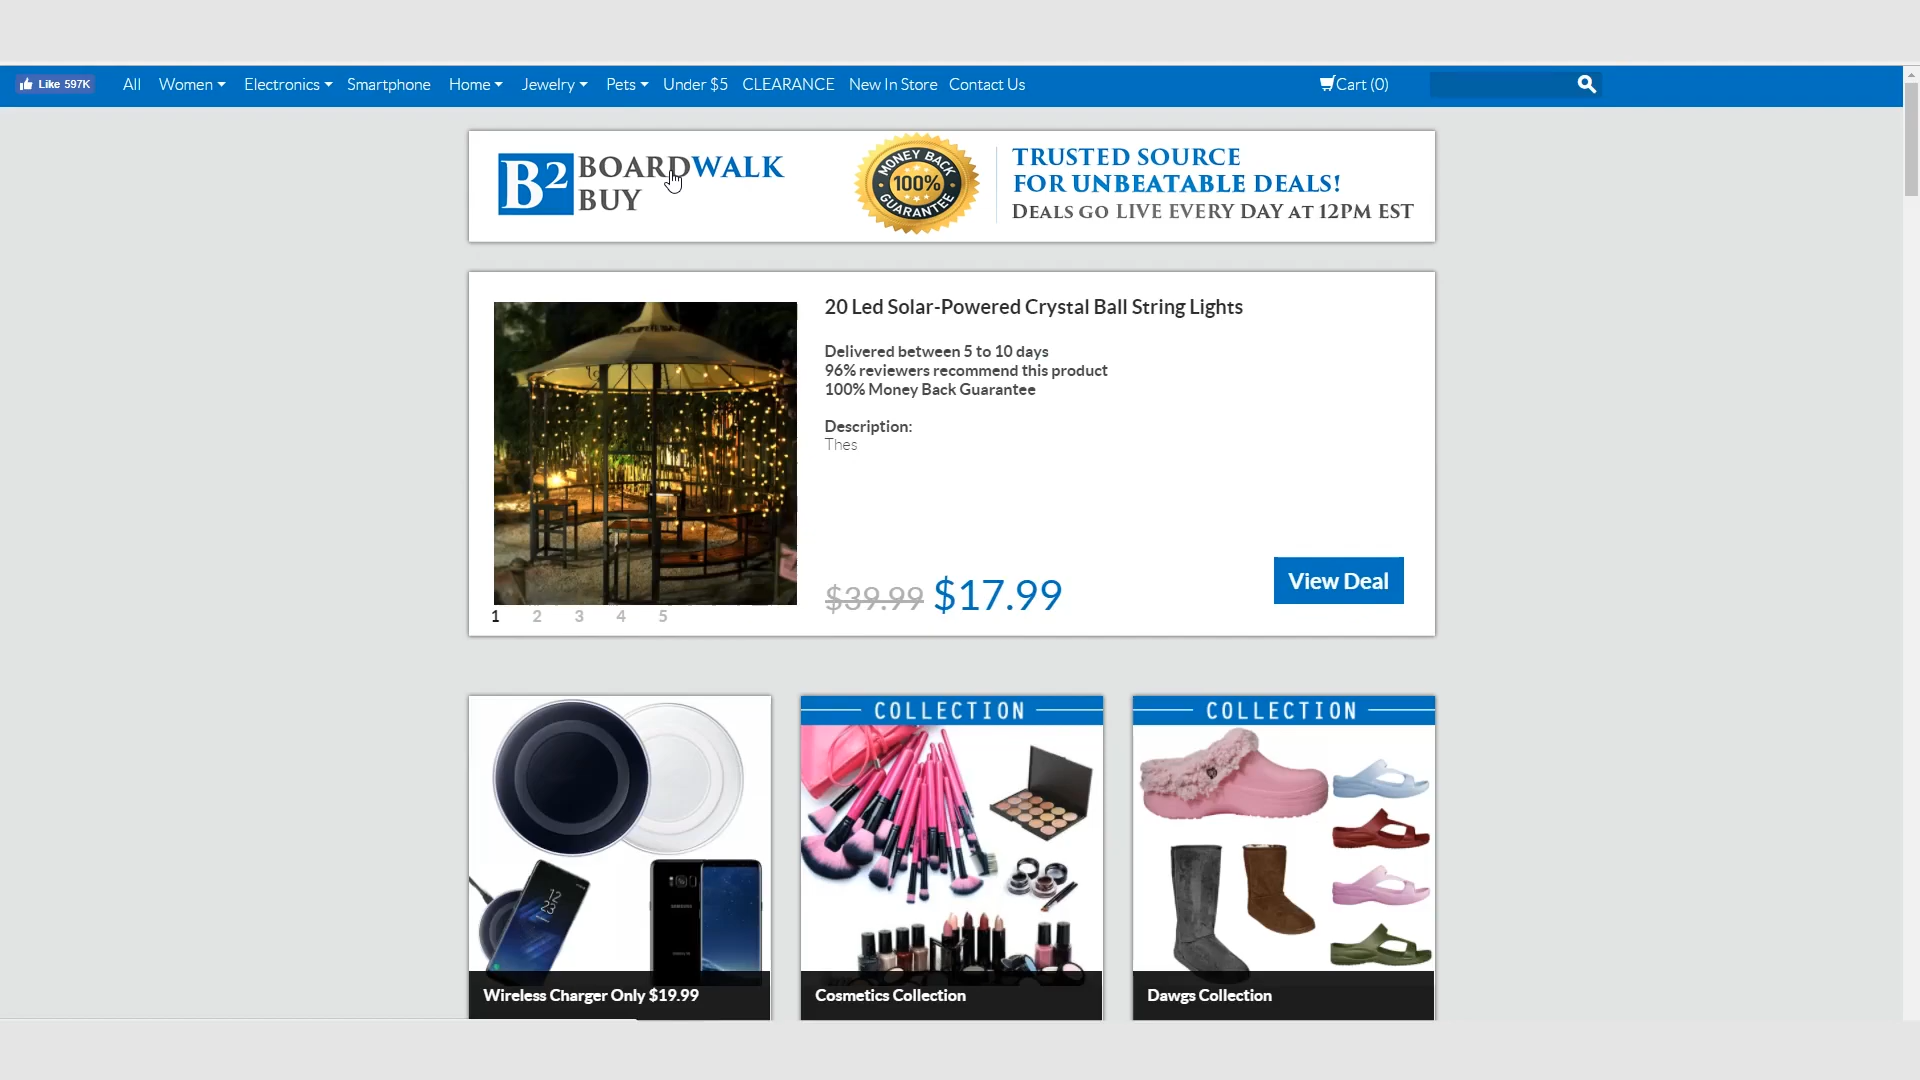 Like 597K
All Women Electronics Smartphone Home Jewelry Pets Under $5 CLEARANCE New In Store Contact Us Cart (0)
B2 BOARDWALK
BUY
MONEY BACK
100%
GUARANTEE
TRUSTED SOURCE
FOR UNBEATABLE DEALS!
DEALS GO LIVE EVERY DAY AT 12PM EST
20 Led Solar-Powered Crystal Ball String Lights
Delivered between 5 to 10 days
96% reviewers recommend this product
100% Money Back Guarantee
Description:
Thes
$39.99 $17.99
View Deal
1 2 3 4 5
COLLECTION
COLLECTION
12
23
SAMSUNG
Wireless Charger Only $19.99
Cosmetics Collection
Dawgs Collection